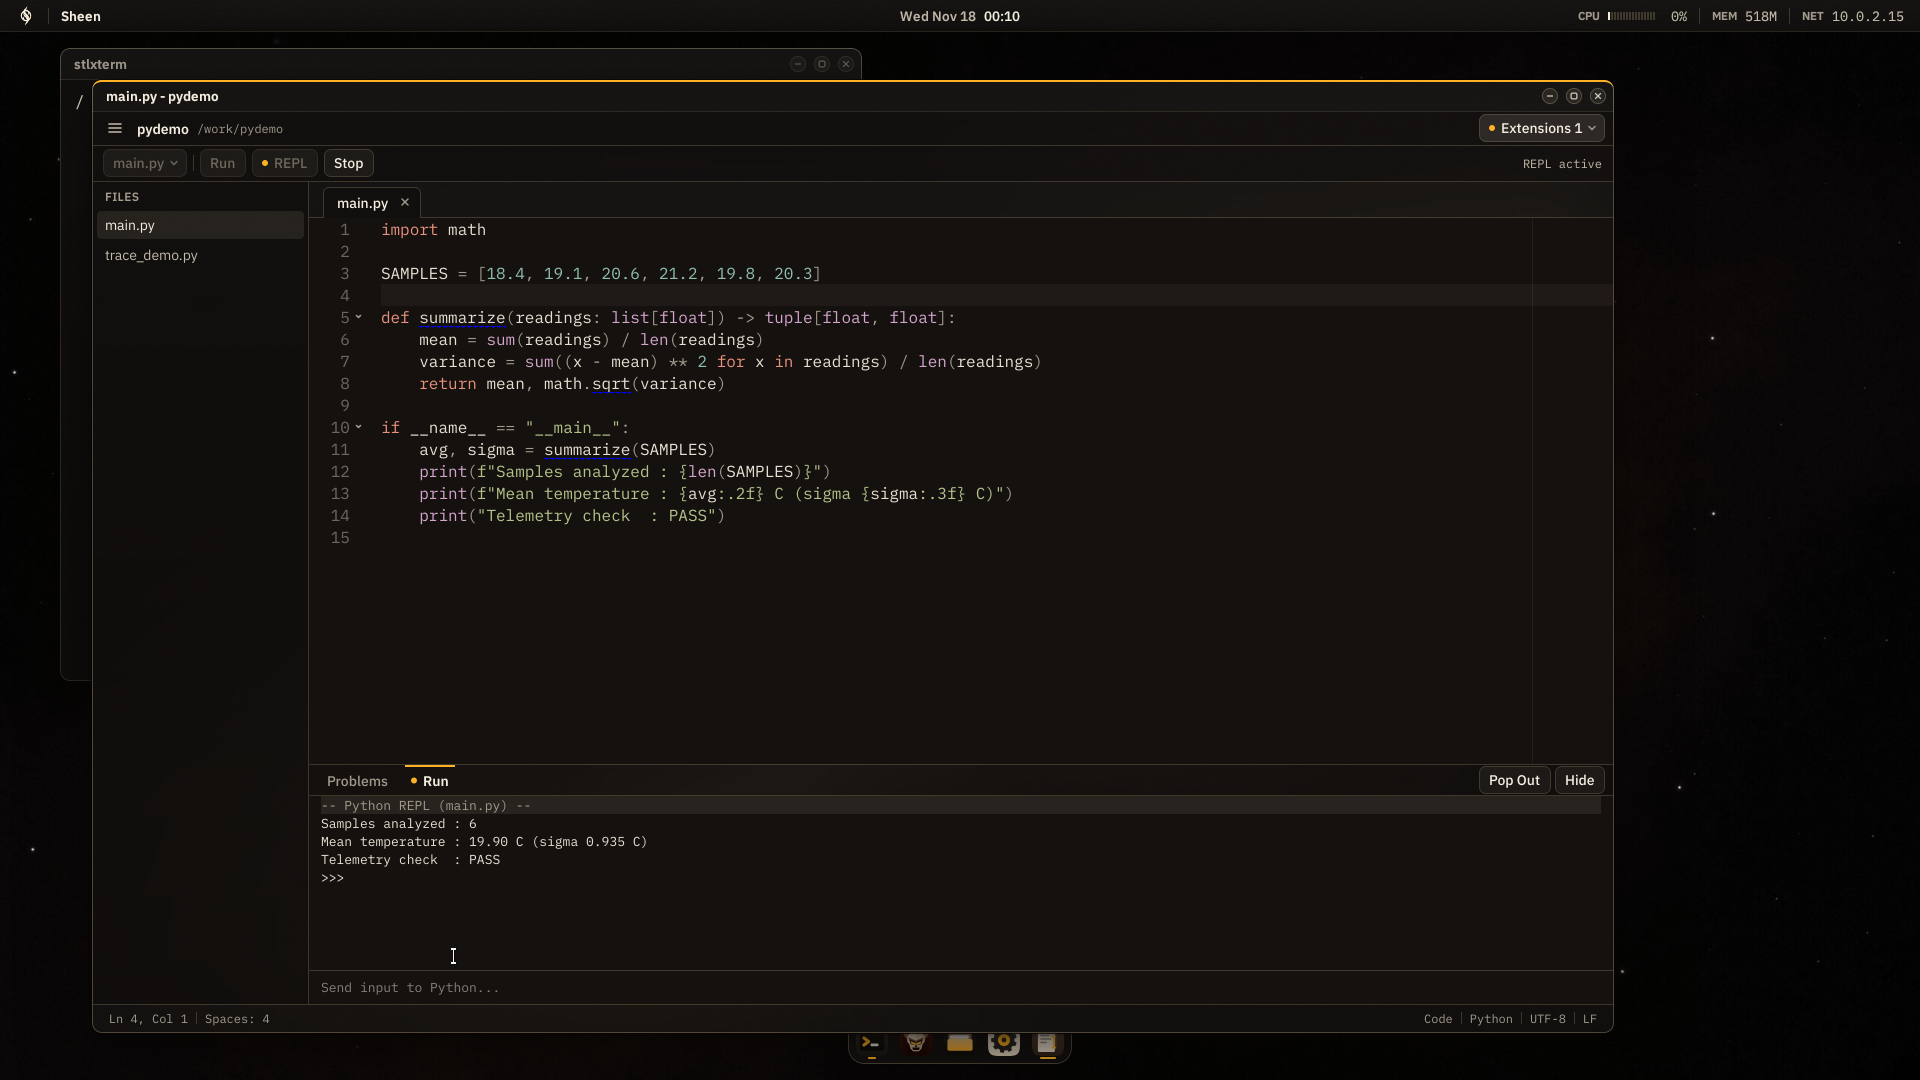 Sheen
Wed Nov 18 00:10
CPU 0% MEM 518M NET 10.0.2.15
stlxterm
/
main.py - pydemo
pydemo /work/pydemo
Extensions 1
main.py Run REPL Stop
REPL active
FILES
main.py
trace_demo.py
main.py
1 import math
2
3 SAMPLES = [18.4, 19.1, 20.6, 21.2, 19.8, 20.3]
4
5 def summarize(readings: list[float]) -> tuple[float, float]:
6     mean = sum(readings) / len(readings)
7     variance = sum((x - mean) ** 2 for x in readings) / len(readings)
8     return mean, math.sqrt(variance)
9
10 if __name__ == "__main__":
11     avg, sigma = summarize(SAMPLES)
12     print(f"Samples analyzed : {len(SAMPLES)}")
13     print(f"Mean temperature : {avg:.2f} C (sigma {sigma:.3f} C)")
14     print("Telemetry check  : PASS")
15
Problems Run
Pop Out Hide
-- Python REPL (main.py) --
Samples analyzed : 6
Mean temperature : 19.90 C (sigma 0.935 C)
Telemetry check  : PASS
>>>
Send input to Python...
Ln 4, Col 1 Spaces: 4
Code Python UTF-8 LF